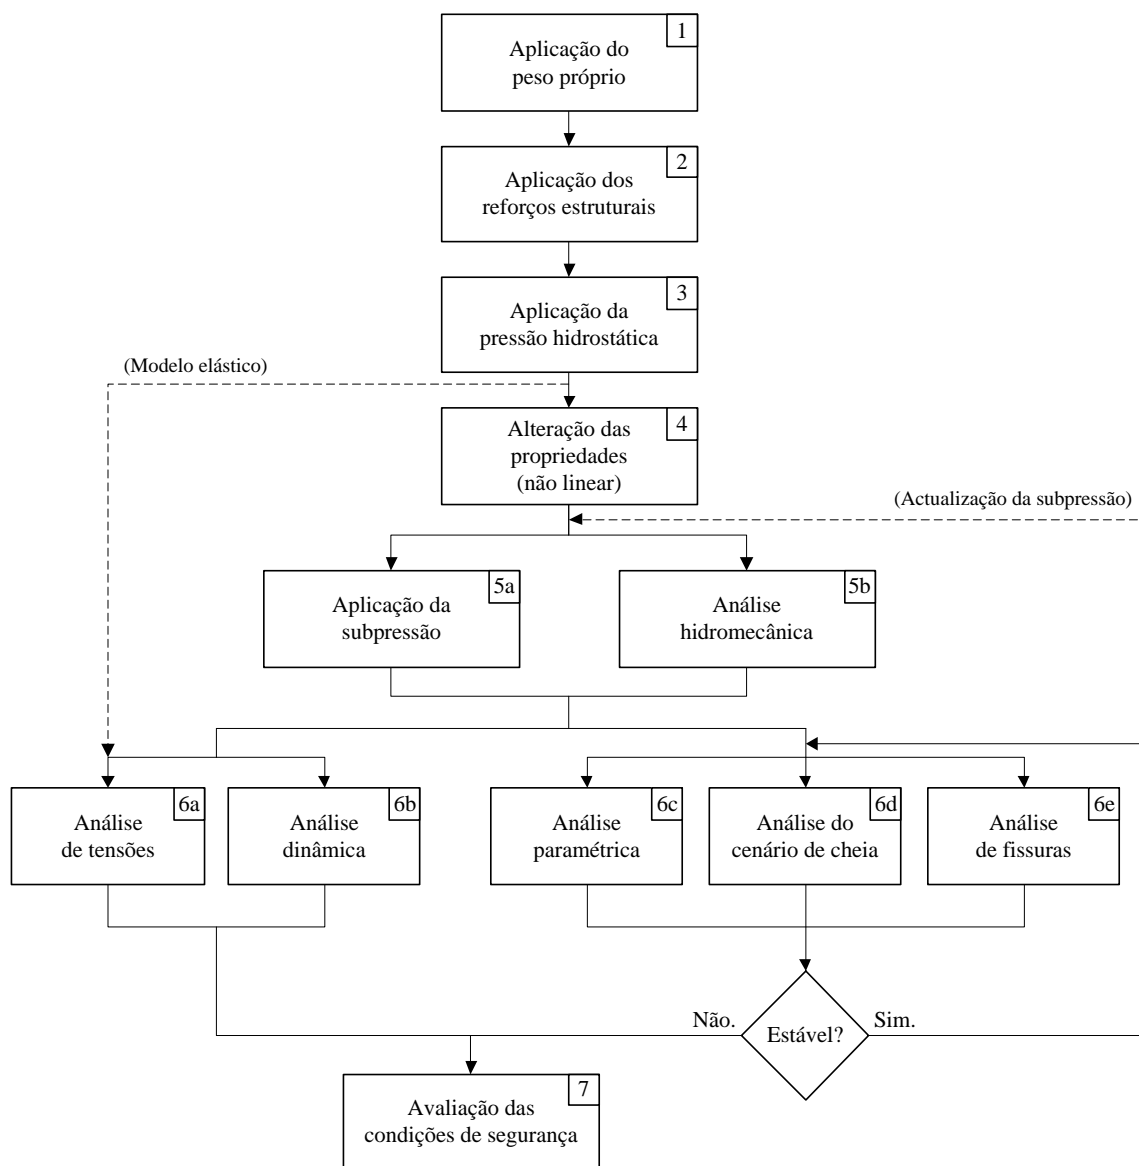 1
Aplicação do
peso próprio
2
Aplicação dos
reforços estruturais
3
Aplicação da
pressão hidrostática
(Modelo elástico)
4
Alteração das
propriedades
(não linear)
(Actualização da subpressão)
5a
Aplicação da
subpressão
5b
Análise
hidromecânica
6a
Análise
de tensões
6b
Análise
dinâmica
6c
Análise
paramétrica
6d
Análise do
cenário de cheia
6e
Análise
de fissuras
Não.
Estável?
Sim.
7
Avaliação das
condições de segurança